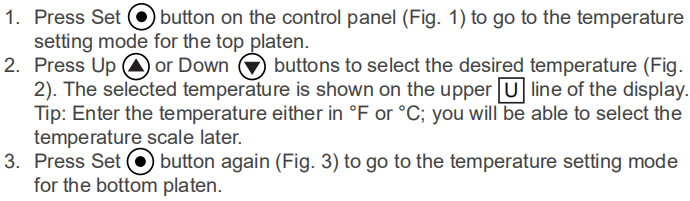 1. Press Set button on the control panel (Fig. 1) to go to the temperature
setting mode for the top platen.
2. Press Up or Down buttons to select the desired temperature (Fig.
2). The selected temperature is shown on the upper U line of the display.
Tip: Enter the temperature either in °F or °C; you will be able to select the
temperature scale later.
3. Press Set button again (Fig. 3) to go to the temperature setting mode
for the bottom platen.